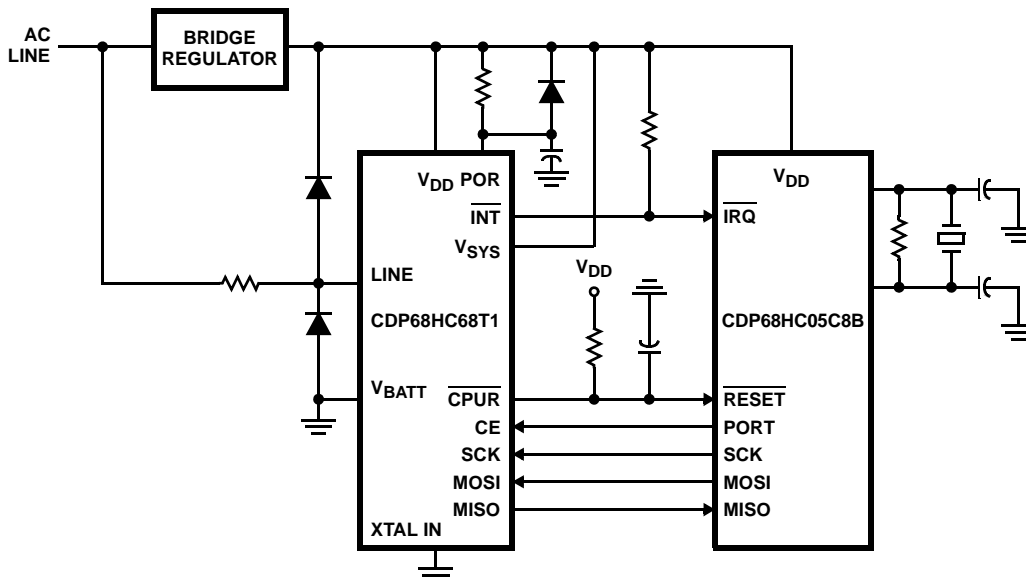 AC
LINE
BRIDGE
REGULATOR
VDD POR
INT
VSYS
LINE
CDP68HC68T1
VBATT
CPUR
CE
SCK
MOSI
MISO
XTAL IN
VDD
VDD
IRQ
CDP68HC05C8B
RESET
PORT
SCK
MOSI
MISO